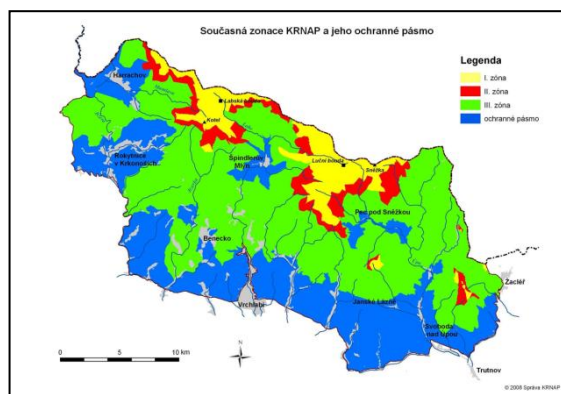 Současná zonace KRNAP a jeho ochranné pásmo
Legenda
I. zóna
II. zóna
III. zóna
ochranné pásmo
Harrachov
Labská bouda
Kotel
Rokytnice
v Krkonoších
Špindlerův
Mlýn
Luční bouda
Sněžka
Pec pod Sněžkou
Benecko
Žacléř
Vrchlabí
Janské Lázně
Svoboda
nad Úpou
Trutnov
N
0
5
10 km
© 2008 Správa KRNAP